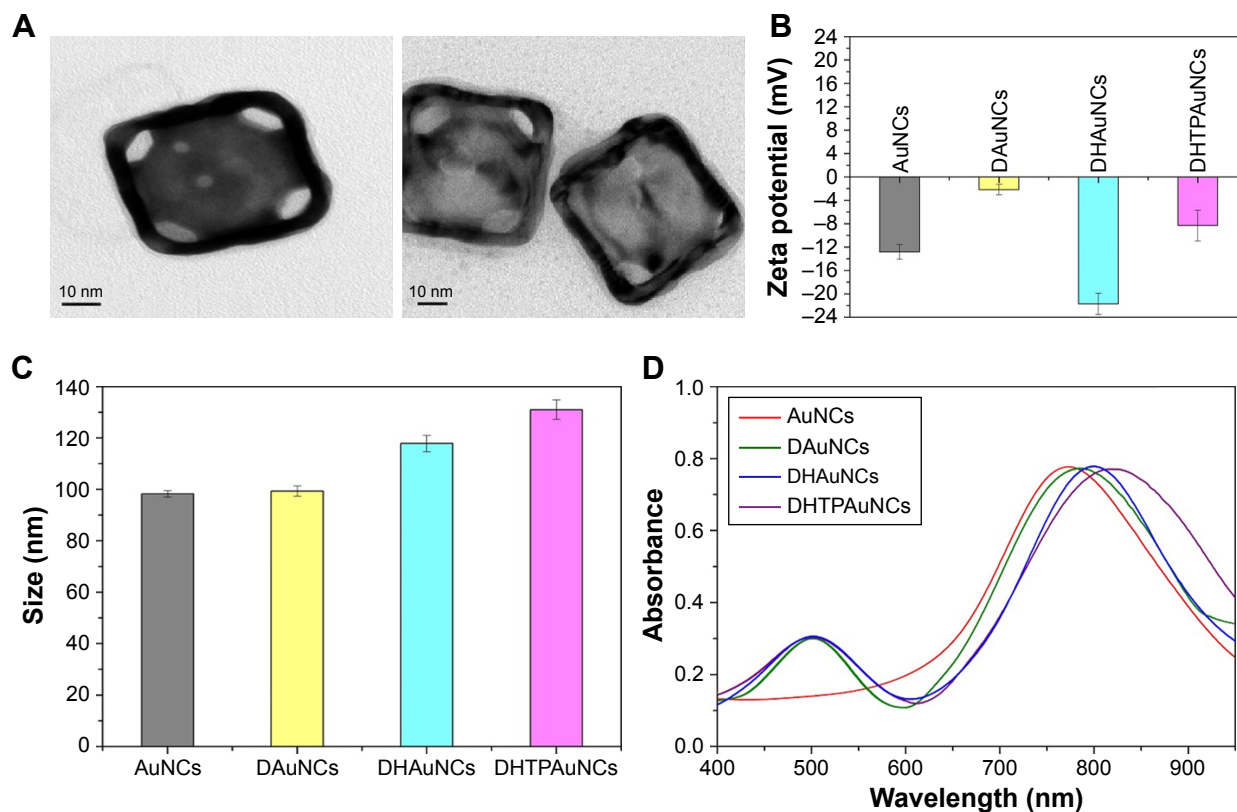 A
10 nm
10 nm
B
Zeta potential (mV)
24
20
16
12
8
4
0
–4
–8
–12
–16
–20
–24
AuNCs
DAuNCs
DHAuNCs
DHTPAuNCs
C
Size (nm)
140
120
100
80
60
40
20
0
AuNCs DAuNCs DHAuNCs DHTPAuNCs
D
Absorbance
1.0
0.8
0.6
0.4
0.2
0.0
AuNCs
DAuNCs
DHAuNCs
DHTPAuNCs
400 500 600 700 800 900
Wavelength (nm)